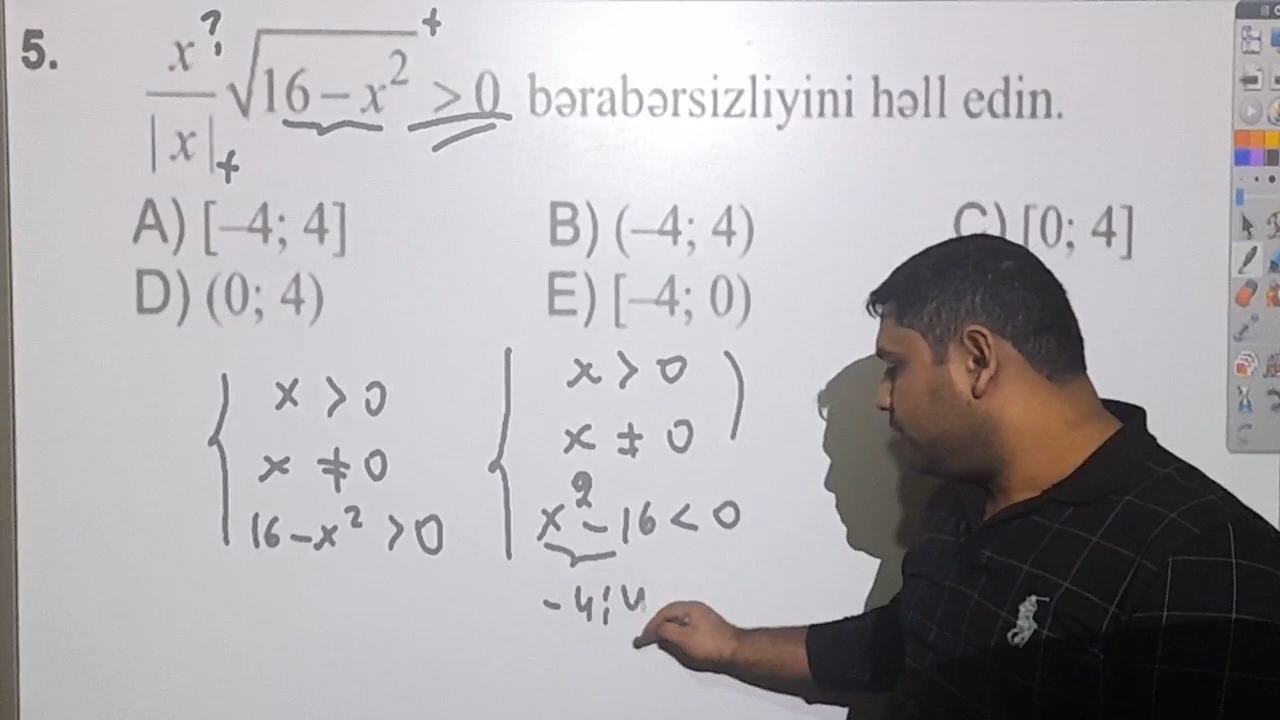 5. x/|x| √16–x² > 0 bərabərsizliyini həll edin.
? + +
A) [–4; 4] B) (–4; 4) C) [0; 4]
D) (0; 4) E) [–4; 0)
x > 0 x > 0
x ≠ 0 x ≠ 0
16–x² > 0 x²–16 < 0
–4; 4